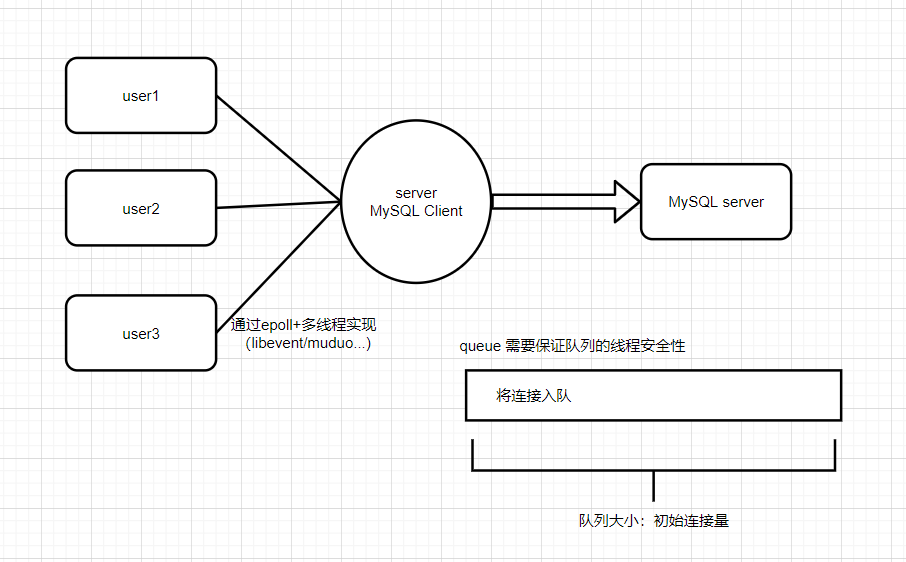 user1
user2
user3
server
MySQL Client
MySQL server
通过epoll+多线程实现
（libevent/muduo...）
queue 需要保证队列的线程安全性
将连接入队
队列大小：初始连接量